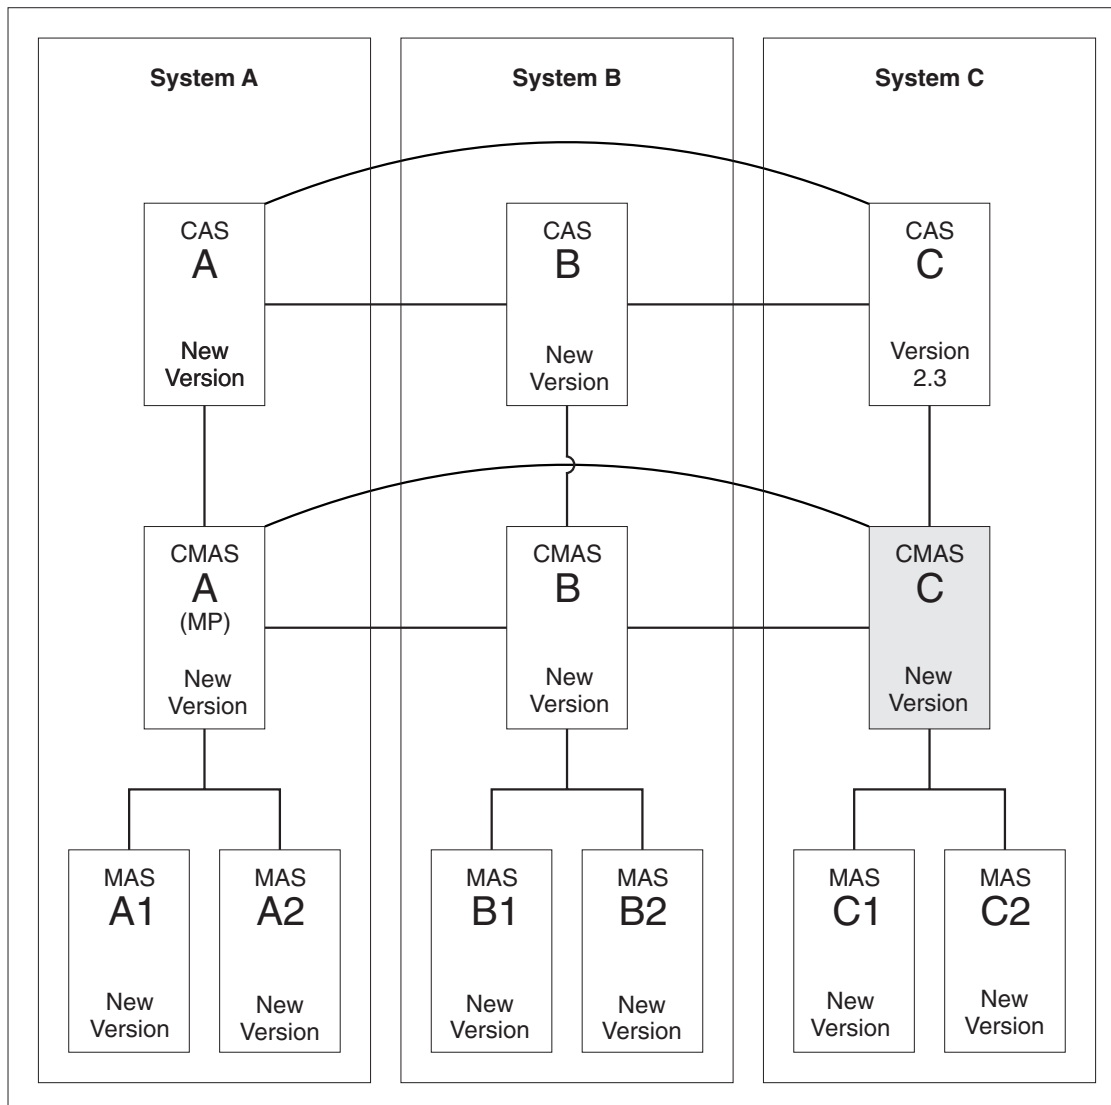 System A
System B
System C
CAS
A
New
Version
CAS
B
New
Version
CAS
C
Version
2.3
CMAS
A
(MP)
New
Version
CMAS
B
New
Version
CMAS
C
New
Version
MAS
A1
New
Version
MAS
A2
New
Version
MAS
B1
New
Version
MAS
B2
New
Version
MAS
C1
New
Version
MAS
C2
New
Version